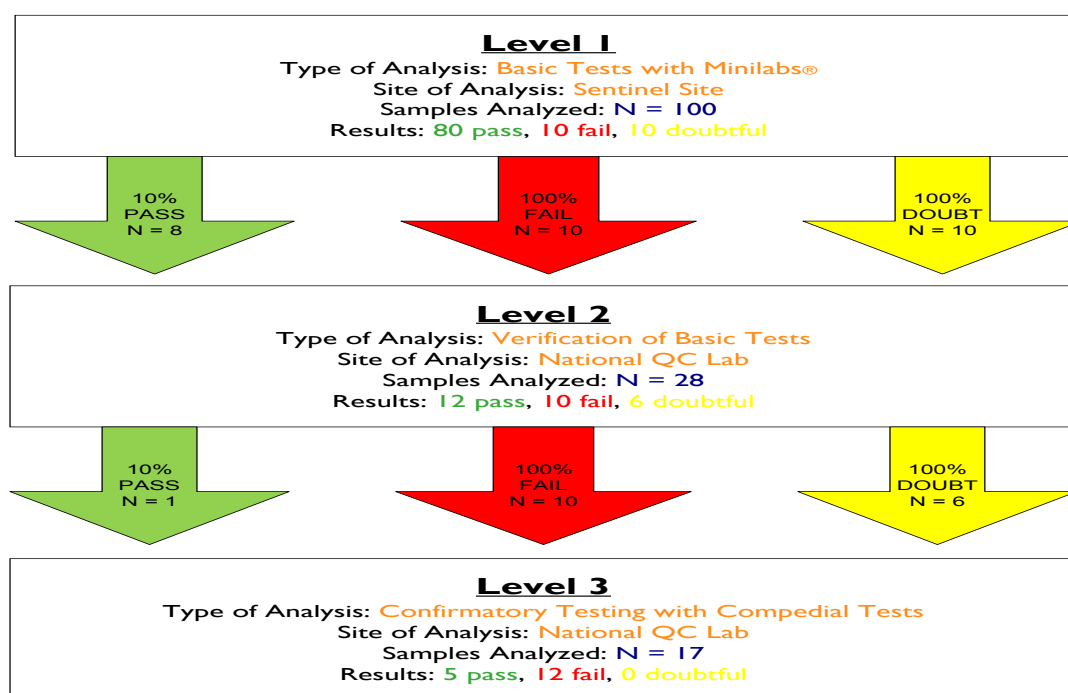 Level 1
Type of Analysis: Basic Tests with Minilabs®
Site of Analysis: Sentinel Site
Samples Analyzed: N = 100
Results: 80 pass, 10 fail, 10 doubtful
10%
PASS
N = 8
100%
FAIL
N = 10
100%
DOUBT
N = 10
Level 2
Type of Analysis: Verification of Basic Tests
Site of Analysis: National QC Lab
Samples Analyzed: N = 28
Results: 12 pass, 10 fail, 6 doubtful
10%
PASS
N = 1
100%
FAIL
N = 10
100%
DOUBT
N = 6
Level 3
Type of Analysis: Confirmatory Testing with Compedial Tests
Site of Analysis: National QC Lab
Samples Analyzed: N = 17
Results: 5 pass, 12 fail, 0 doubtful